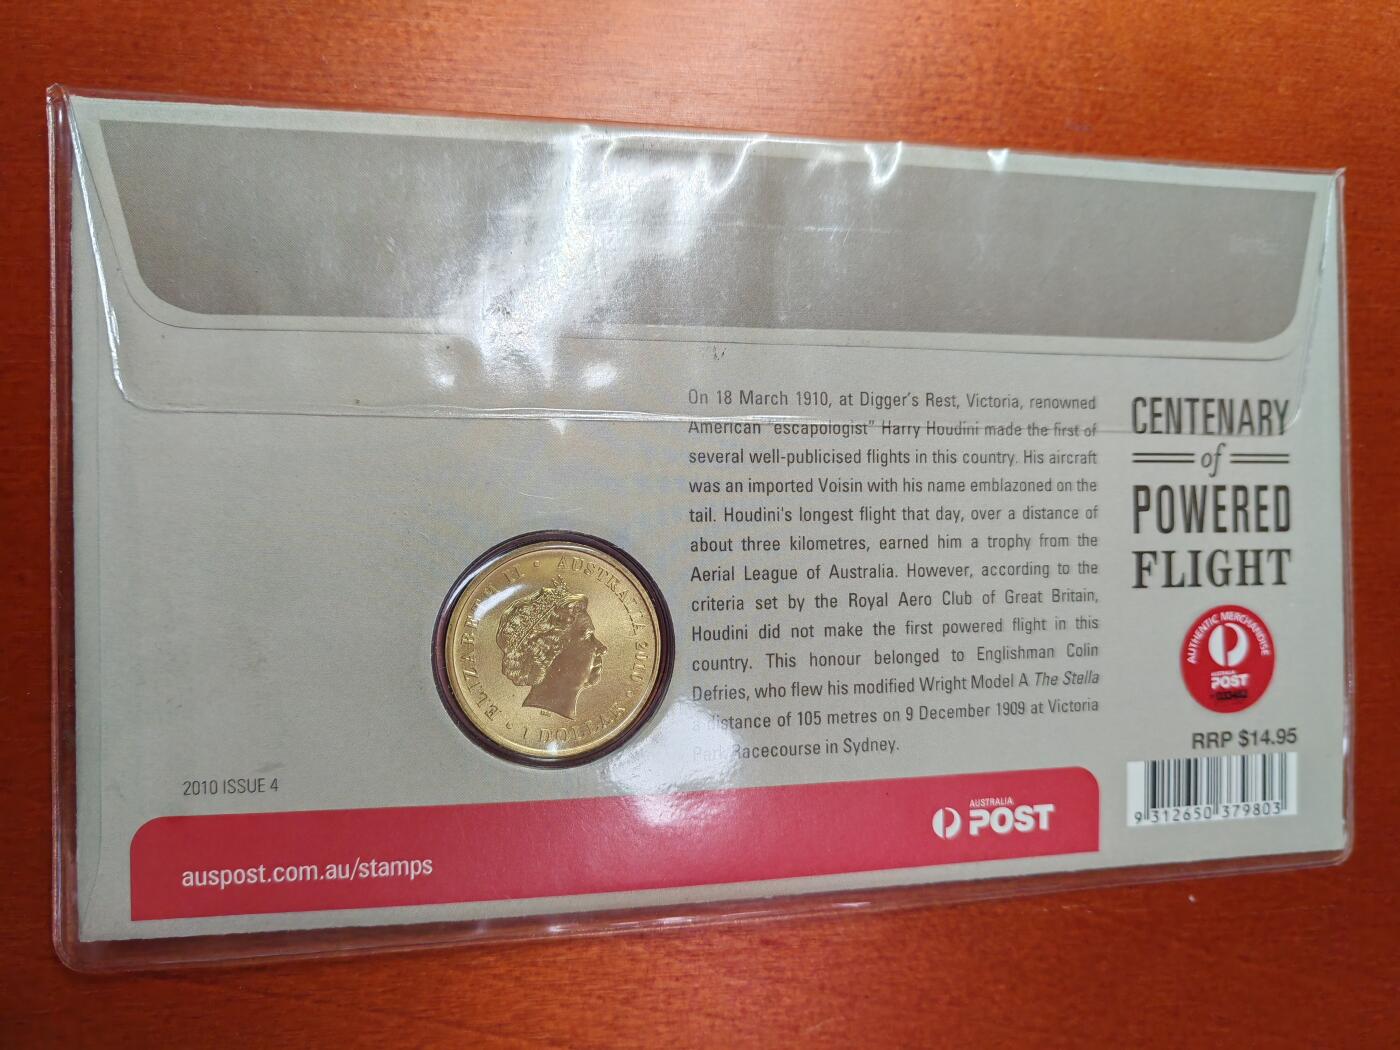 On 18 March 1910, at Digger's Rest, Victoria, renowned
American "escapologist" Harry Houdini made the first of
several well-publicised flights in this country. His aircraft
was an imported Voisin with his name emblazoned on the
tail. Houdini's longest flight that day, over a distance of
about three kilometres, earned him a trophy from the
Aerial League of Australia. However, according to the
criteria set by the Royal Aero Club of Great Britain,
Houdini did not make the first powered flight in this
country. This honour belonged to Englishman Colin
Defries, who flew his modified Wright Model A The Stella
a distance of 105 metres on 9 December 1909 at Victoria
Park Racecourse in Sydney.
CENTENARY
of
POWERED
FLIGHT
AUTHENTIC MERCHANDISE
AUSTRALIA
POST
RRP $14.95
9 312650 379803
ELIZABETH II • AUSTRALIA 2010 •
1 DOLLAR
2010 ISSUE 4
auspost.com.au/stamps
AUSTRALIA
POST